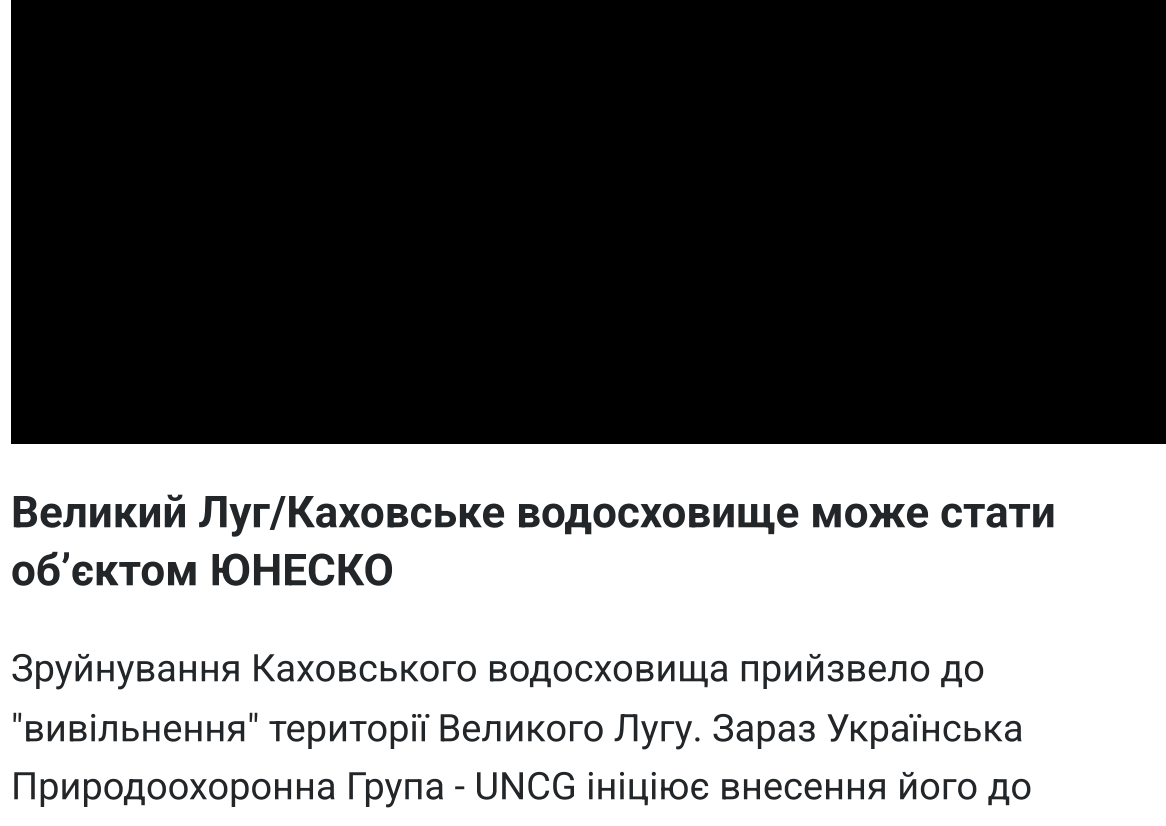 Великий Луг/Каховське водосховище може стати
об’єктом ЮНЕСКО
Зруйнування Каховського водосховища прийзвело до
"вивільнення" території Великого Лугу. Зараз Українська
Природоохоронна Група - UNCG ініціює внесення його до